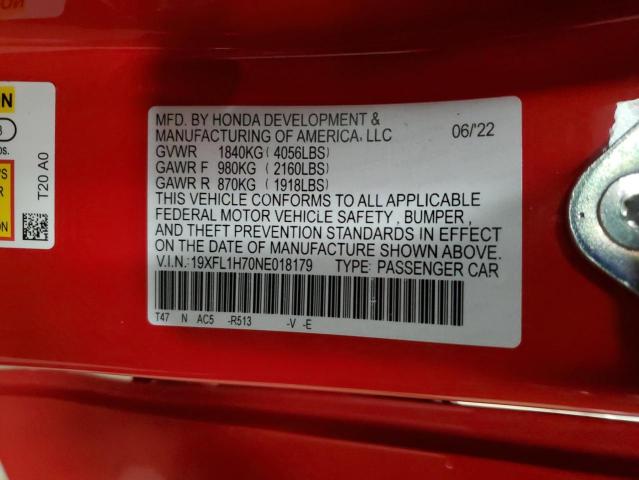 MFD. BY HONDA DEVELOPMENT &
MANUFACTURING OF AMERICA, LLC 06/'22
GVWR 1840KG ( 4056LBS)
GAWR F 980KG ( 2160LBS)
GAWR R 870KG ( 1918LBS)
THIS VEHICLE CONFORMS TO ALL APPLICABLE
FEDERAL MOTOR VEHICLE SAFETY , BUMPER ,
AND THEFT PREVENTION STANDARDS IN EFFECT
ON THE DATE OF MANUFACTURE SHOWN ABOVE.
V.I.N.:19XFL1H70NE018179 TYPE: PASSENGER CAR
T47 N AC5 -R513 -V -E
T20 A0